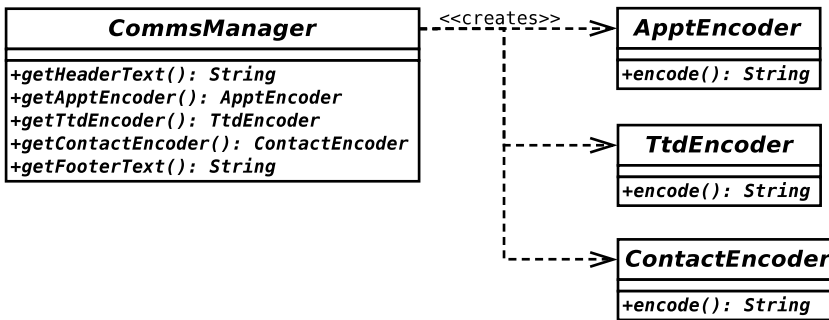 CommsManager
+getHeaderText(): String
+getApptEncoder(): ApptEncoder
+getTtdEncoder(): TtdEncoder
+getContactEncoder(): ContactEncoder
+getFooterText(): String
<<creates>>
ApptEncoder
+encode(): String
TtdEncoder
+encode(): String
ContactEncoder
+encode(): String